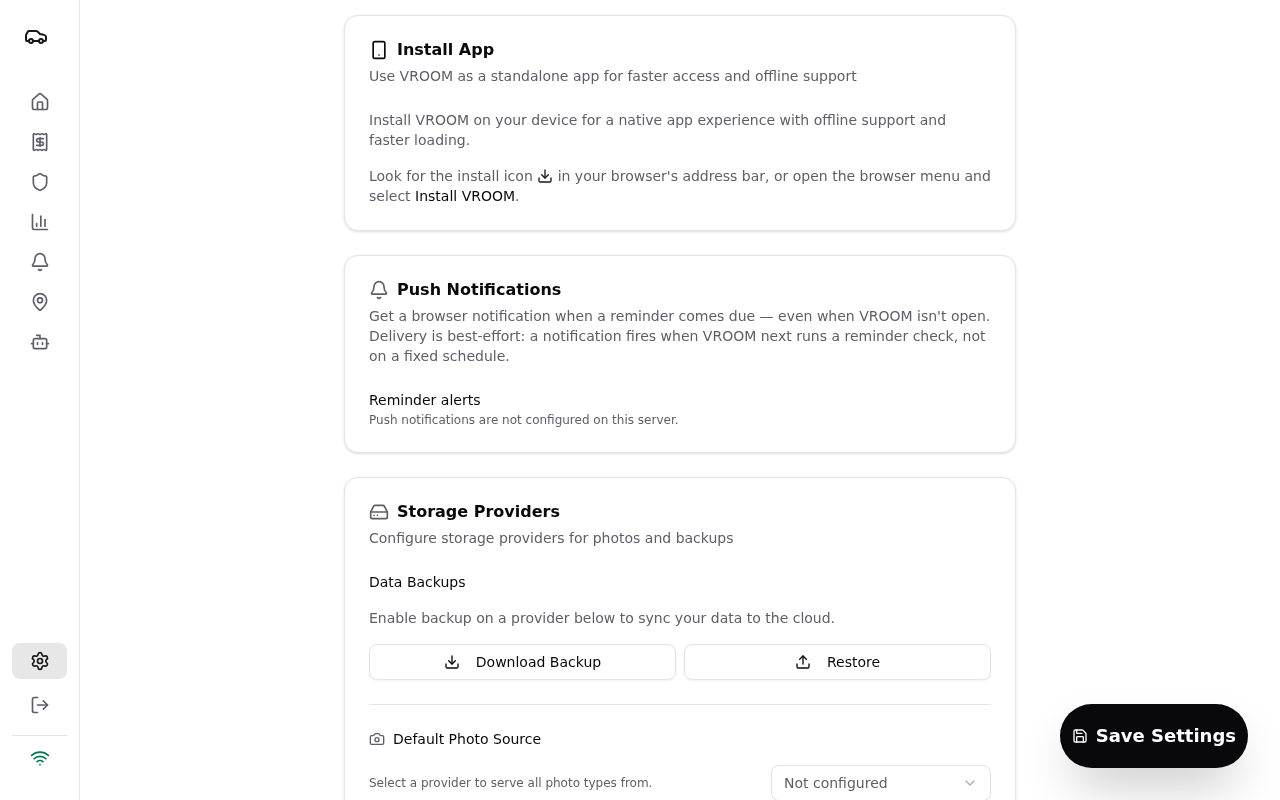 Install App
Use VROOM as a standalone app for faster access and offline support
Install VROOM on your device for a native app experience with offline support and
faster loading.
Look for the install icon in your browser's address bar, or open the browser menu and
select Install VROOM.
Push Notifications
Get a browser notification when a reminder comes due — even when VROOM isn't open.
Delivery is best-effort: a notification fires when VROOM next runs a reminder check, not
on a fixed schedule.
Reminder alerts
Push notifications are not configured on this server.
Storage Providers
Configure storage providers for photos and backups
Data Backups
Enable backup on a provider below to sync your data to the cloud.
Download Backup
Restore
Default Photo Source
Select a provider to serve all photo types from.
Not configured
Save Settings